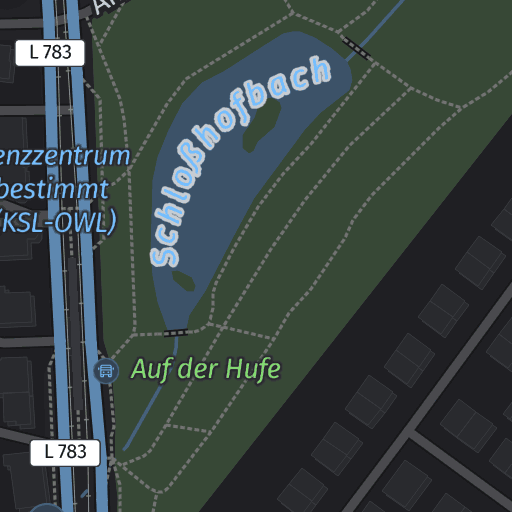 L 783
Schloßhofbach
enzzentrum
bestimmt
(KSL-OWL)
Auf der Hufe
L 783